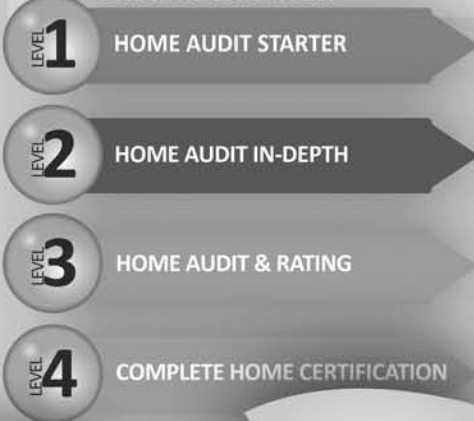 LEVEL 1 HOME AUDIT STARTER
LEVEL 2 HOME AUDIT IN-DEPTH
LEVEL 3 HOME AUDIT & RATING
LEVEL 4 COMPLETE HOME CERTIFICATION